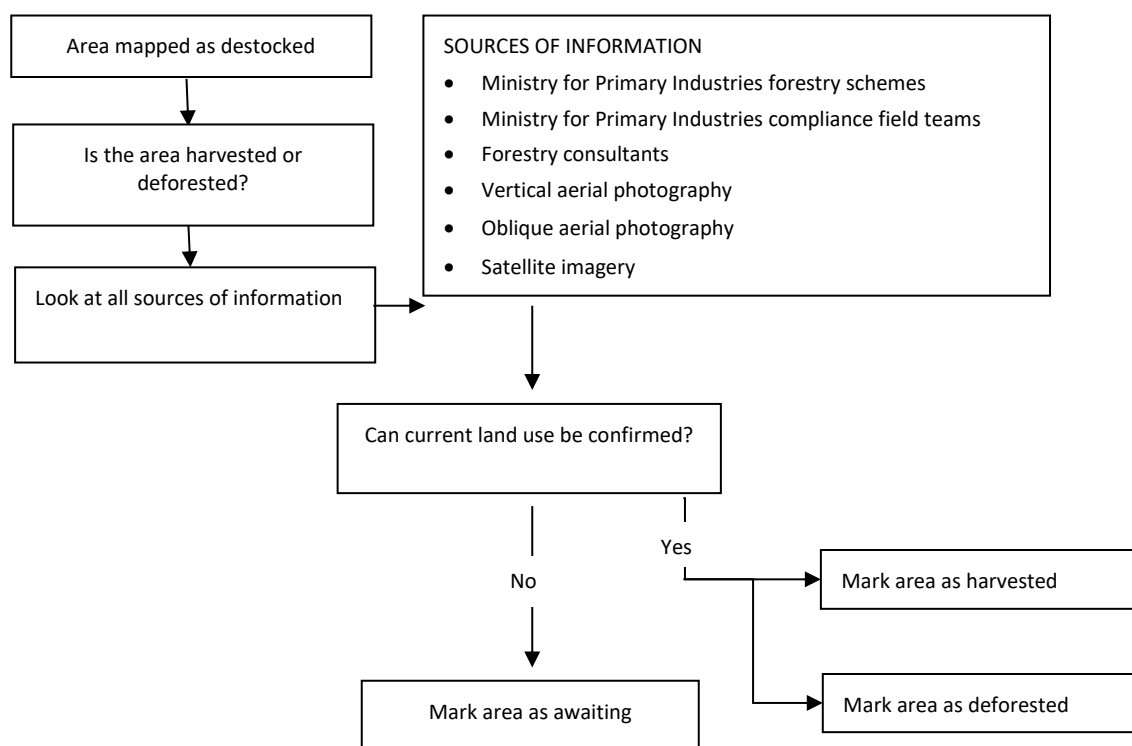 Area mapped as destocked
Is the area harvested or
deforested?
Look at all sources of information
SOURCES OF INFORMATION
• Ministry for Primary Industries forestry schemes
• Ministry for Primary Industries compliance field teams
• Forestry consultants
• Vertical aerial photography
• Oblique aerial photography
• Satellite imagery
Can current land use be confirmed?
Yes
No
Mark area as harvested
Mark area as deforested
Mark area as awaiting